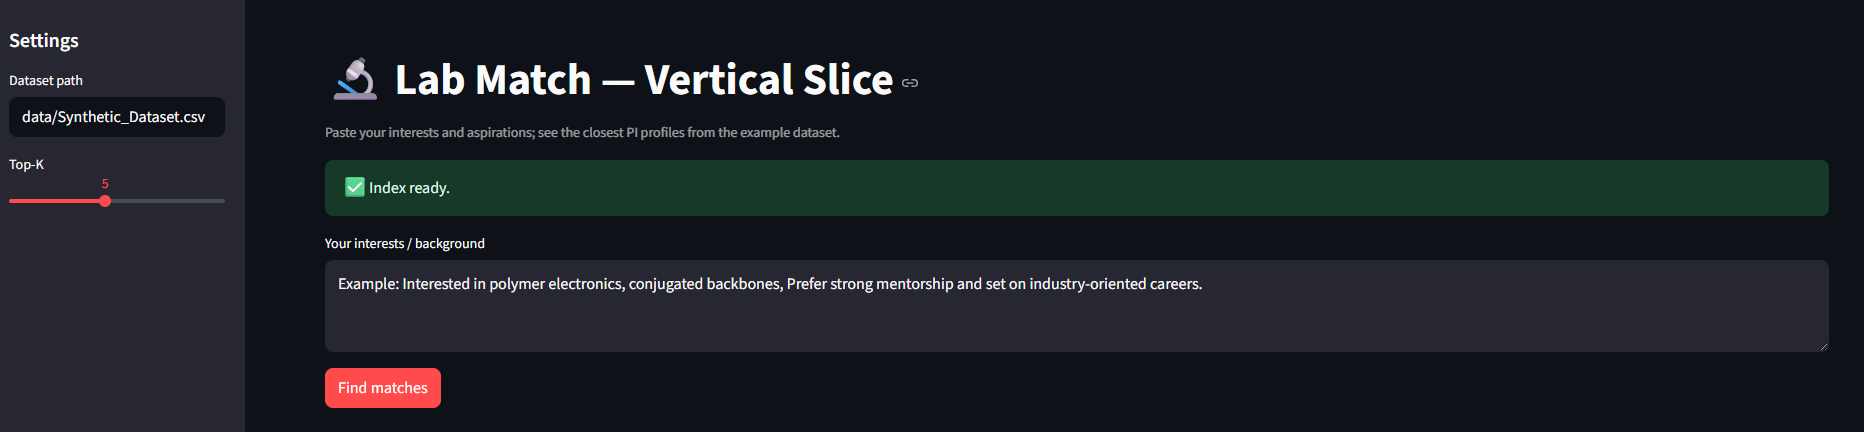 Settings
Dataset path
data/Synthetic_Dataset.csv
Top-K
5
Lab Match — Vertical Slice
Paste your interests and aspirations; see the closest PI profiles from the example dataset.
Index ready.
Your interests / background
Example: Interested in polymer electronics, conjugated backbones, Prefer strong mentorship and set on industry-oriented careers.
Find matches